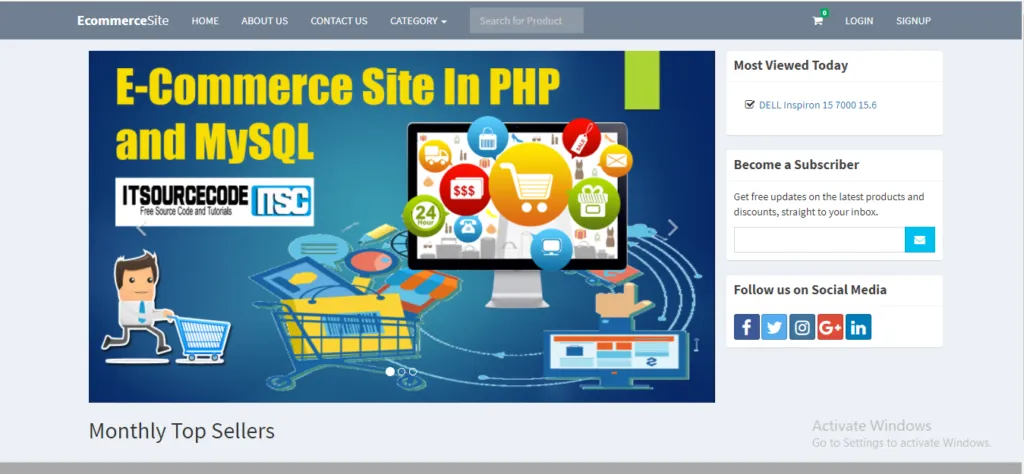 EcommerceSite HOME ABOUT US CONTACT US CATEGORY Search for Product 0 LOGIN SIGNUP
E-Commerce Site In PHP
and MySQL
ITSOURCECODE ITSC
Free Source Code and Tutorials
SALE
$$$
24
Hour
Monthly Top Sellers
Most Viewed Today
DELL Inspiron 15 7000 15.6
Become a Subscriber
Get free updates on the latest products and
discounts, straight to your inbox.
Follow us on Social Media
Activate Windows
Go to Settings to activate Windows.